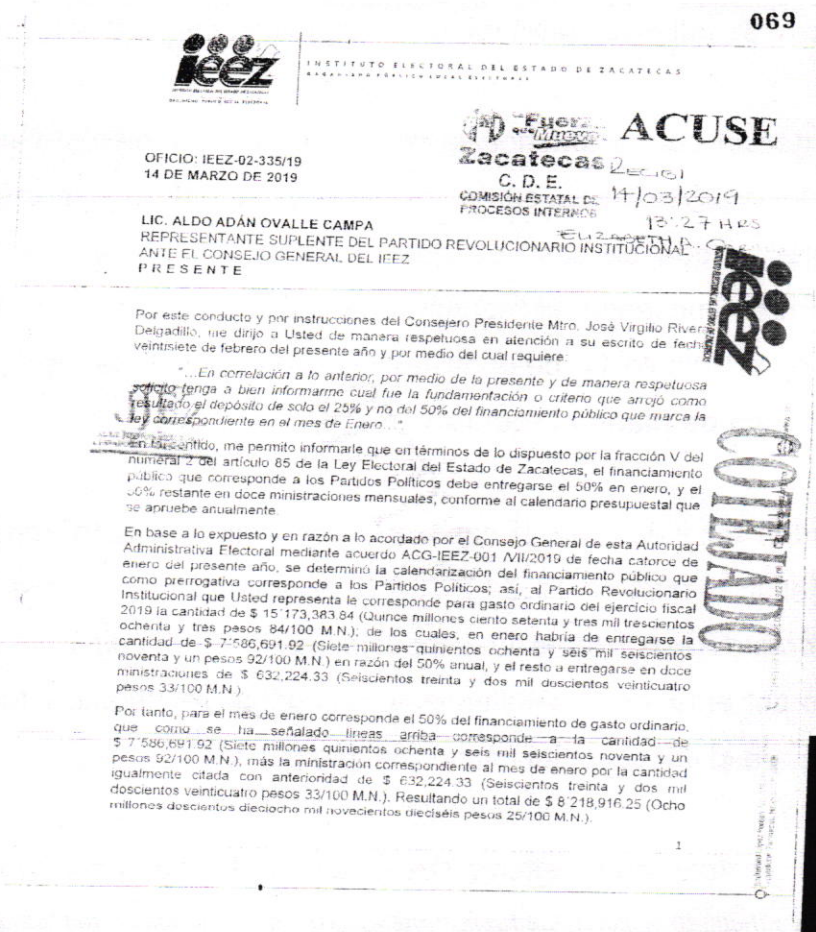 069
ieez
INSTITUTO ELECTORAL DEL ESTADO DE ZACATECAS
ORGANISMO PÚBLICO LOCAL ELECTORAL
Fuerza
Zacatecas
C. D. E.
COMISIÓN ESTATAL DE
PROCESOS INTERNOS
ACUSE
Recibi
14/03/2019
13:27 HRS
ELIZABETH
OFICIO: IEEZ-02-335/19
14 DE MARZO DE 2019
LIC. ALDO ADÁN OVALLE CAMPA
REPRESENTANTE SUPLENTE DEL PARTIDO REVOLUCIONARIO INSTITUCIONAL
ANTE EL CONSEJO GENERAL DEL IEEZ
P R E S E N T E
ieez
Por este conducto y por instrucciones del Consejero Presidente Mtro. José Virgilio Rivera
Delgadillo, me dirijo a Usted de manera respetuosa en atención a su escrito de fecha
veintisiete de febrero del presente año y por medio del cual requiere:
"...En correlación a lo anterior, por medio de la presente y de manera respetuosa
solicito tenga a bien informarme cual fue la fundamentación o criterio que arrojó como
resultado el depósito de solo el 25% y no del 50% del financiamiento público que marca la
ley correspondiente en el mes de Enero...".
En tal sentido, me permito informarle que en términos de lo dispuesto por la fracción V del
numeral 2 del artículo 85 de la Ley Electoral del Estado de Zacatecas, el financiamiento
público que corresponde a los Partidos Políticos debe entregarse el 50% en enero, y el
50% restante en doce ministraciones mensuales, conforme al calendario presupuestal que
se apruebe anualmente.
COTEJADO
En base a lo expuesto y en razón a lo acordado por el Consejo General de esta Autoridad
Administrativa Electoral mediante acuerdo ACG-IEEZ-001 /VII/2019 de fecha catorce de
enero del presente año, se determinó la calendarización del financiamiento público que
como prerrogativa corresponde a los Partidos Políticos; así, al Partido Revolucionario
Institucional que Usted representa le corresponde para gasto ordinario del ejercicio fiscal
2019 la cantidad de $ 15´173,383.84 (Quince millones ciento setenta y tres mil trescientos
ochenta y tres pesos 84/100 M.N.); de los cuales, en enero habría de entregarse la
cantidad de $ 7´586,691.92 (Siete millones quinientos ochenta y seis mil seiscientos
noventa y un pesos 92/100 M.N.) en razón del 50% anual, y el resto a entregarse en doce
ministraciones de $ 632,224.33 (Seiscientos treinta y dos mil doscientos veinticuatro
pesos 33/100 M.N.)
Por tanto, para el mes de enero corresponde el 50% del financiamiento de gasto ordinario,
que como se ha señalado líneas arriba corresponde a la cantidad de
$ 7´586,691.92 (Siete millones quinientos ochenta y seis mil seiscientos noventa y un
pesos 92/100 M.N.), más la ministración correspondiente al mes de enero por la cantidad
igualmente citada con anterioridad de $ 632,224.33 (Seiscientos treinta y dos mil
doscientos veinticuatro pesos 33/100 M.N.). Resultando un total de $ 8´218,916.25 (Ocho
millones doscientos dieciocho mil novecientos dieciséis pesos 25/100 M.N.).
1